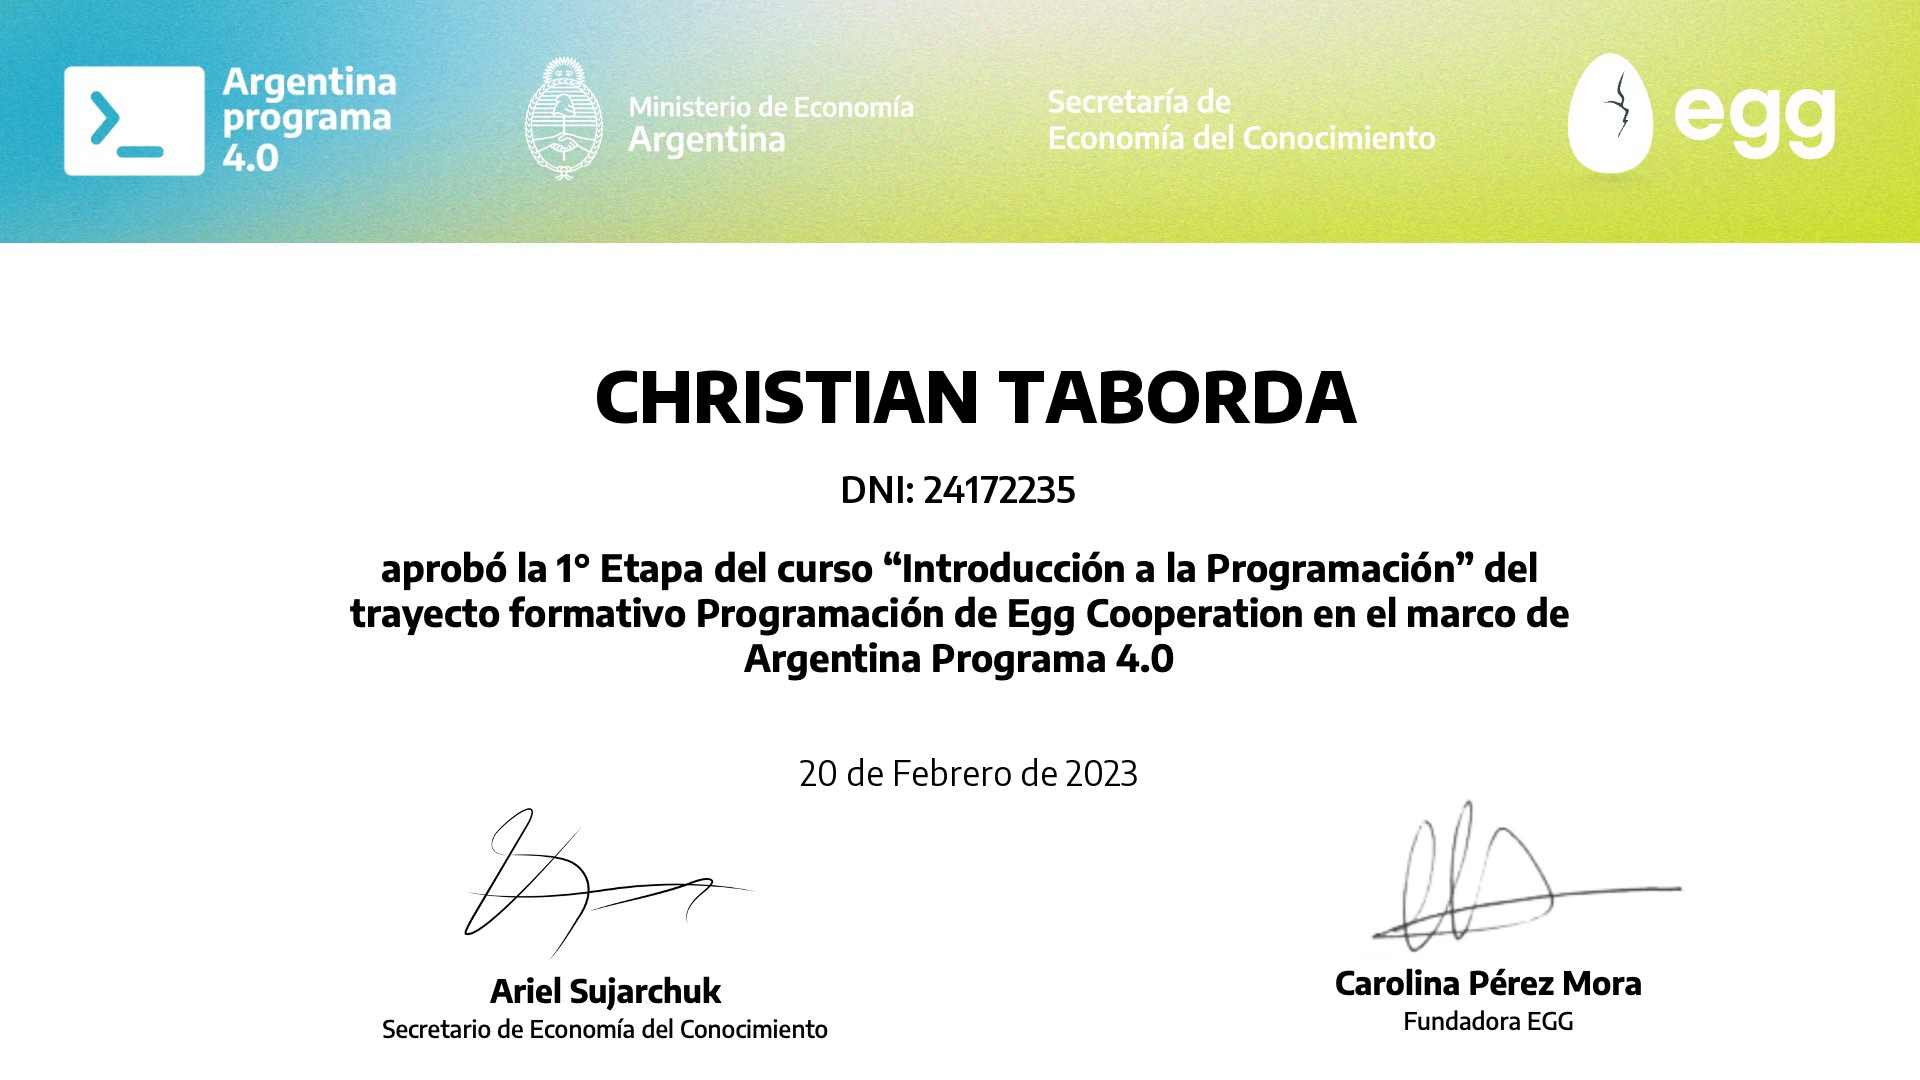 Argentina
programa
4.0
Ministerio de Economía
Argentina
Secretaría de
Economía del Conocimiento
egg
CHRISTIAN TABORDA
DNI: 24172235
aprobó la 1° Etapa del curso “Introducción a la Programación” del
trayecto formativo Programación de Egg Cooperation en el marco de
Argentina Programa 4.0
20 de Febrero de 2023
Ariel Sujarchuk
Secretario de Economía del Conocimiento
Carolina Pérez Mora
Fundadora EGG